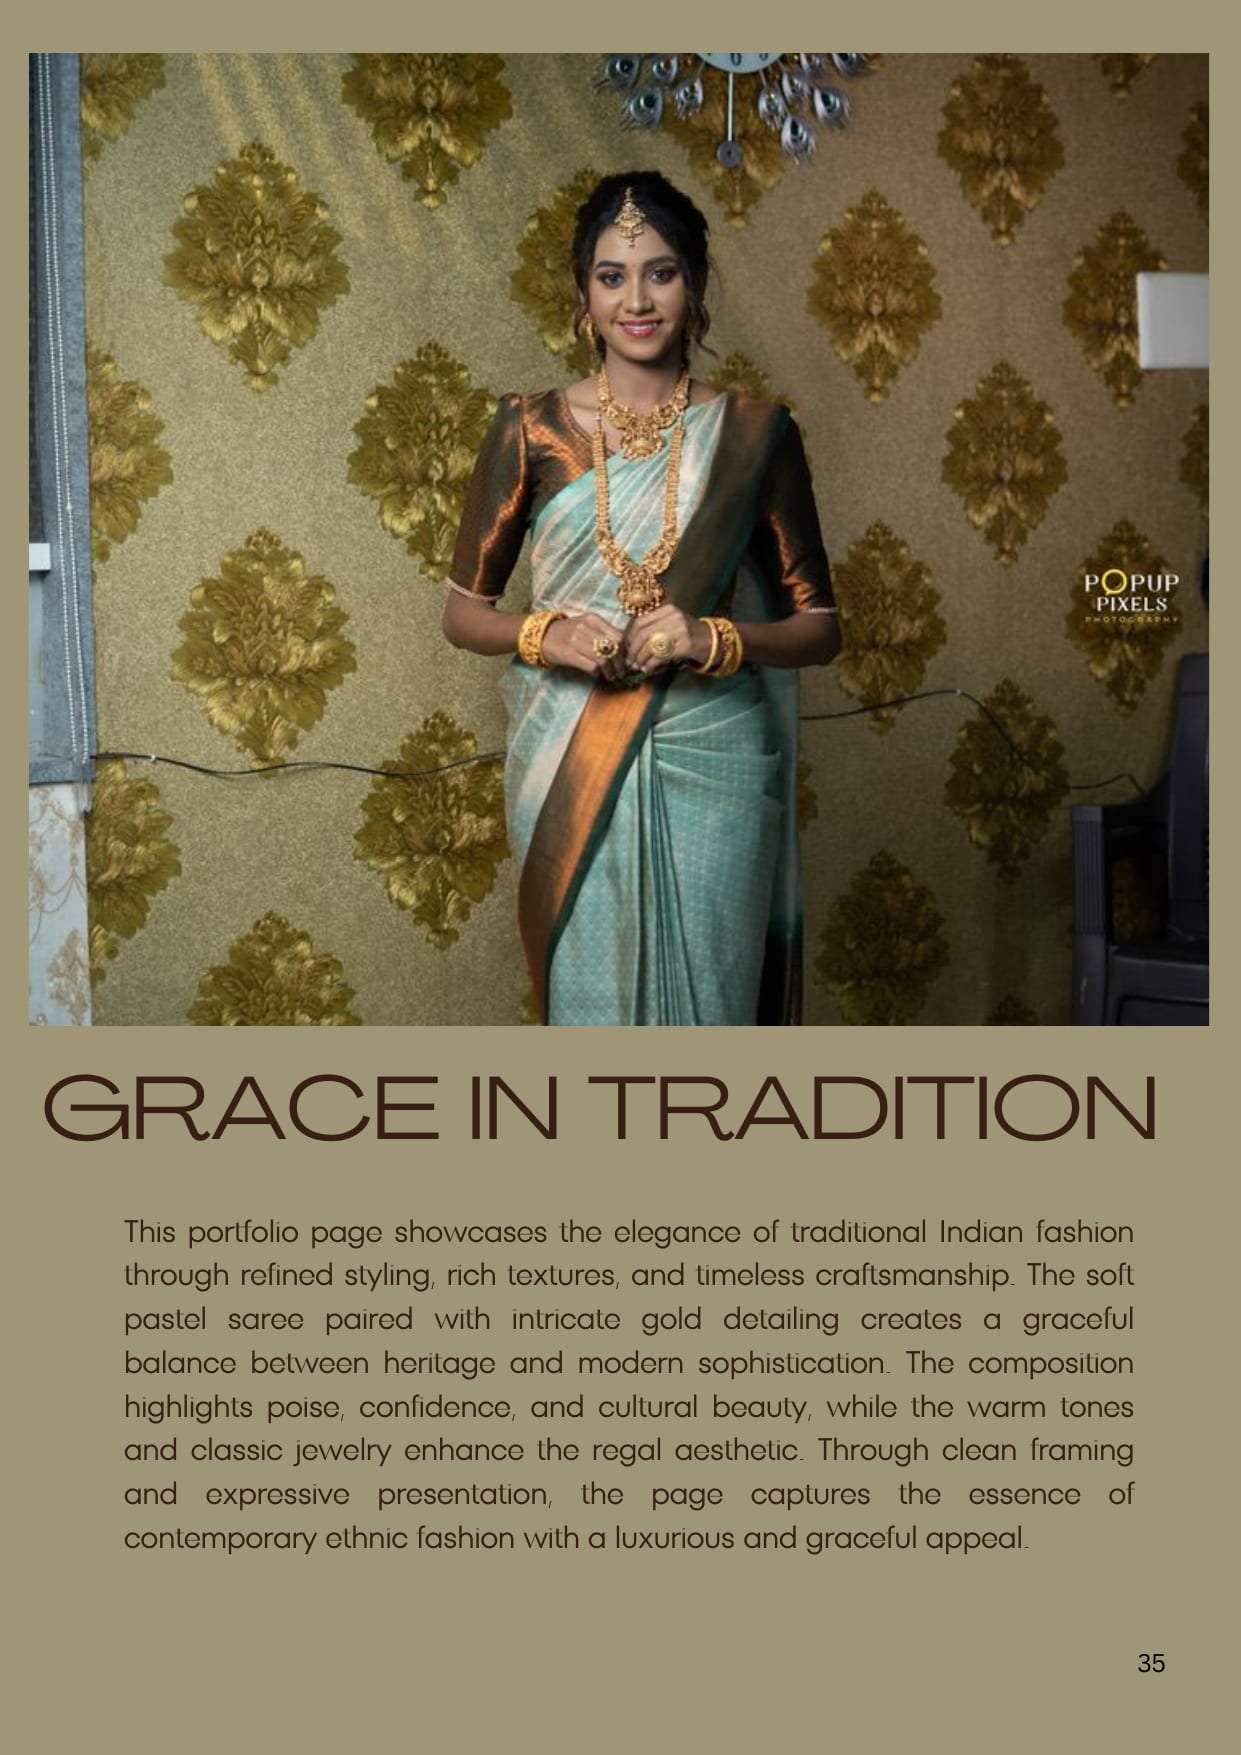 POPUP
PIXELS
PHOTOGRAPHY
GRACE IN TRADITION
This portfolio page showcases the elegance of traditional Indian fashion
through refined styling, rich textures, and timeless craftsmanship. The soft
pastel saree paired with intricate gold detailing creates a graceful
balance between heritage and modern sophistication. The composition
highlights poise, confidence, and cultural beauty, while the warm tones
and classic jewelry enhance the regal aesthetic. Through clean framing
and expressive presentation, the page captures the essence of
contemporary ethnic fashion with a luxurious and graceful appeal.
35